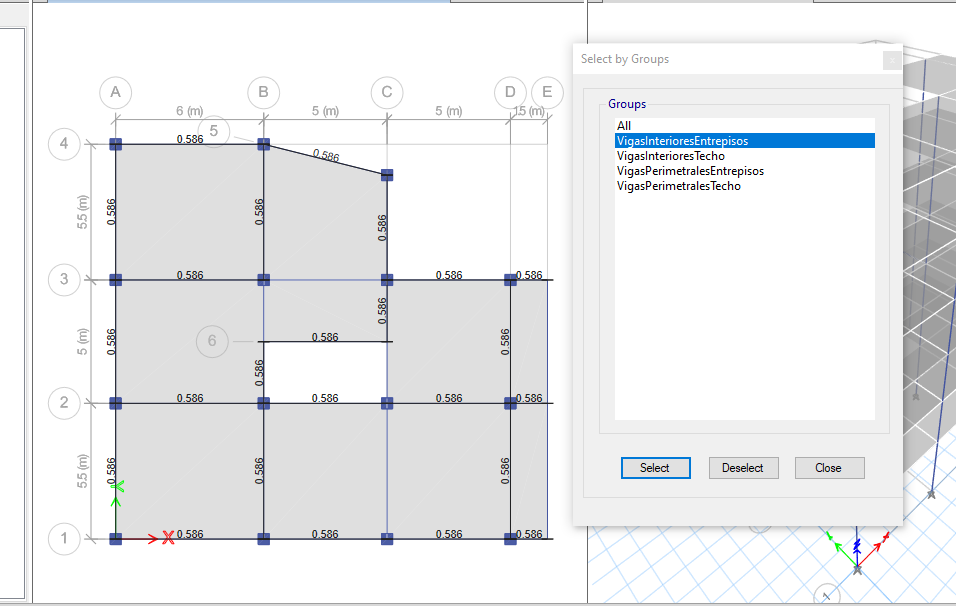 Select by Groups
Groups
All
VigasInterioresEntrepisos
VigasInterioresTecho
VigasPerimetralesEntrepisos
VigasPerimetralesTecho
Select
Deselect
Close
A
B
C
D
E
6 (m)
5 (m)
5 (m)
1.5 (m)
5
4
0.586
0.586
5.5 (m)
0.586
0.586
0.586
3
0.586
0.586
0.586
5 (m)
0.586
0.586
0.586
6
0.586
0.586
2
0.586
0.586
0.586
0.586
5.5 (m)
0.586
0.586
0.586
1
X
0.586
0.586
0.586
0.586